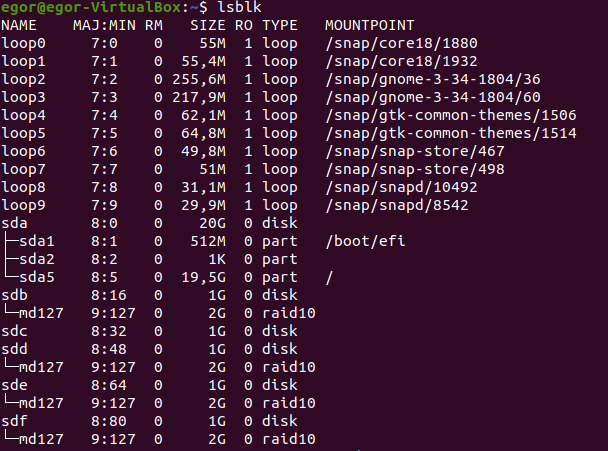 egor@egor-VirtualBox:~$ lsblk
NAME    MAJ:MIN RM   SIZE RO TYPE   MOUNTPOINT
loop0     7:0    0    55M  1 loop   /snap/core18/1880
loop1     7:1    0  55,4M  1 loop   /snap/core18/1932
loop2     7:2    0 255,6M  1 loop   /snap/gnome-3-34-1804/36
loop3     7:3    0 217,9M  1 loop   /snap/gnome-3-34-1804/60
loop4     7:4    0  62,1M  1 loop   /snap/gtk-common-themes/1506
loop5     7:5    0  64,8M  1 loop   /snap/gtk-common-themes/1514
loop6     7:6    0  49,8M  1 loop   /snap/snap-store/467
loop7     7:7    0    51M  1 loop   /snap/snap-store/498
loop8     7:8    0  31,1M  1 loop   /snap/snapd/10492
loop9     7:9    0  29,9M  1 loop   /snap/snapd/8542
sda       8:0    0    20G  0 disk
├─sda1    8:1    0   512M  0 part   /boot/efi
├─sda2    8:2    0     1K  0 part
└─sda5    8:5    0  19,5G  0 part   /
sdb       8:16   0     1G  0 disk
└─md127   9:127  0     2G  0 raid10
sdc       8:32   0     1G  0 disk
sdd       8:48   0     1G  0 disk
└─md127   9:127  0     2G  0 raid10
sde       8:64   0     1G  0 disk
└─md127   9:127  0     2G  0 raid10
sdf       8:80   0     1G  0 disk
└─md127   9:127  0     2G  0 raid10